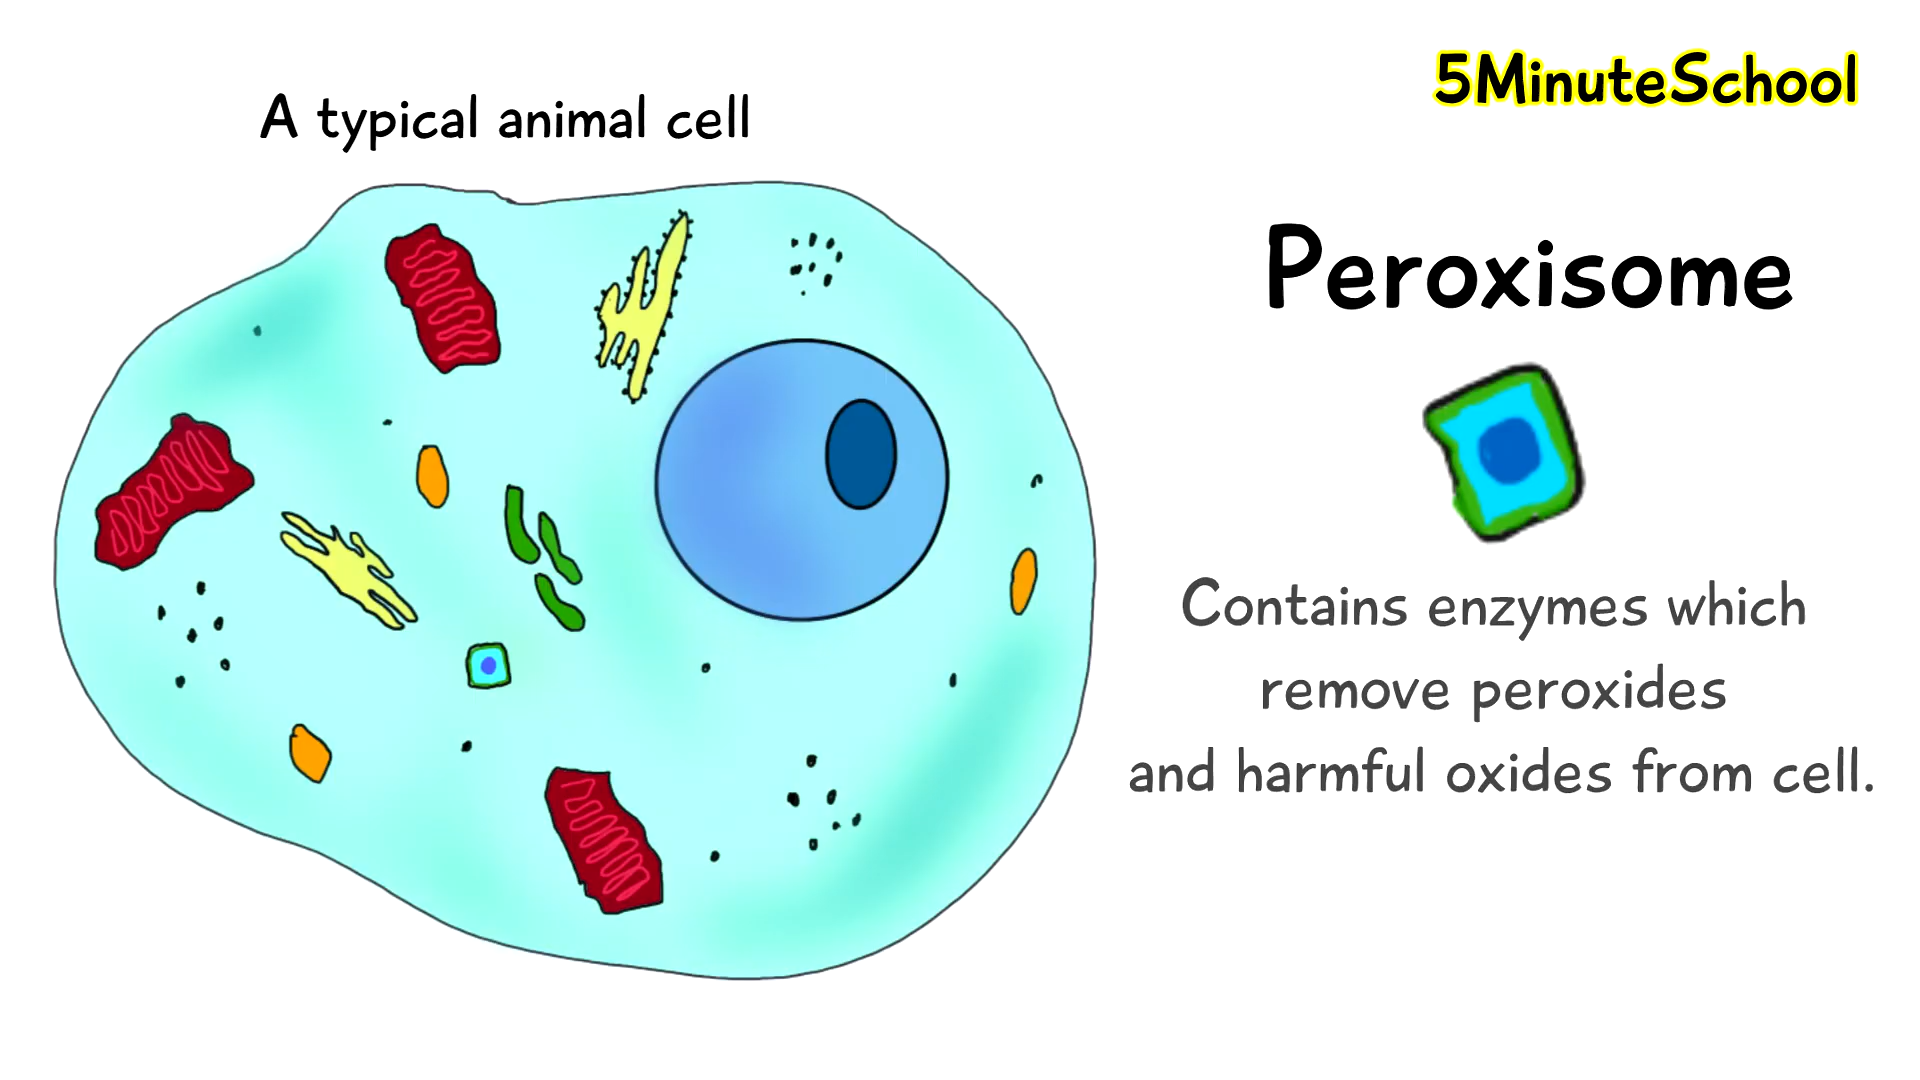 5MinuteSchool
A typical animal cell
Peroxisome
Contains enzymes which
remove peroxides
and harmful oxides from cell.